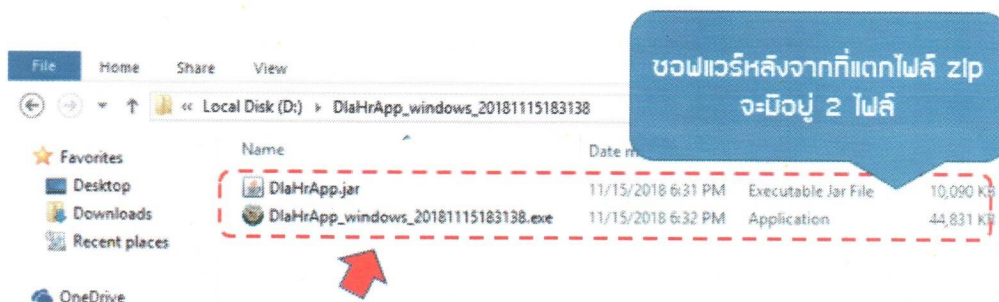 File Home Share View
ซอฟแวร์หลังจากที่แตกไฟล์ zip
จะมีอยู่ 2 ไฟล์
« Local Disk (D:) ▸ DlaHrApp_windows_20181115183138
Favorites
Desktop
Downloads
Recent places
OneDrive
Name Date m
DlaHrApp.jar 11/15/2018 6:31 PM Executable Jar File 10,090 KB
DlaHrApp_windows_20181115183138.exe 11/15/2018 6:32 PM Application 44,831 KB